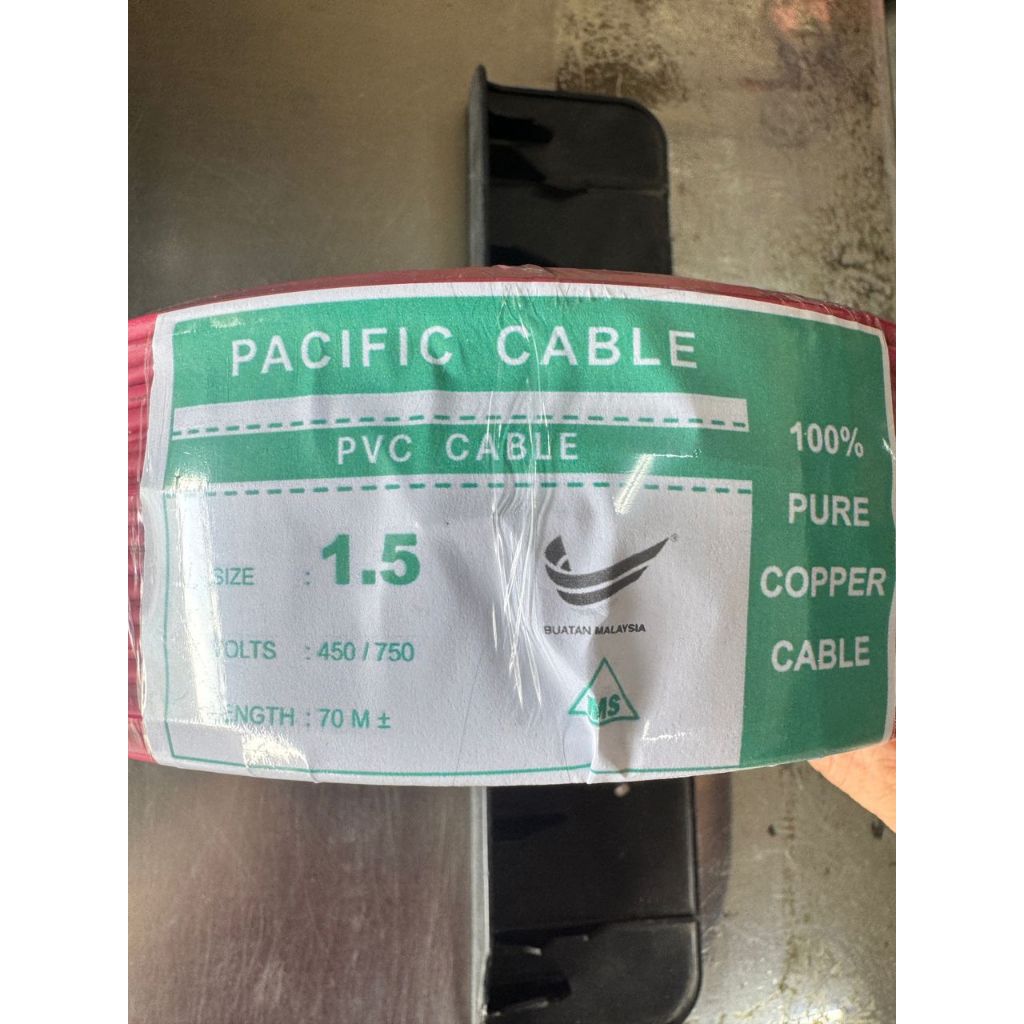 PACIFIC CABLE
PVC CABLE
SIZE : 1.5
VOLTS : 450 / 750
LENGTH : 70 M ±
®
BUATAN MALAYSIA
MS
100%
PURE
COPPER
CABLE